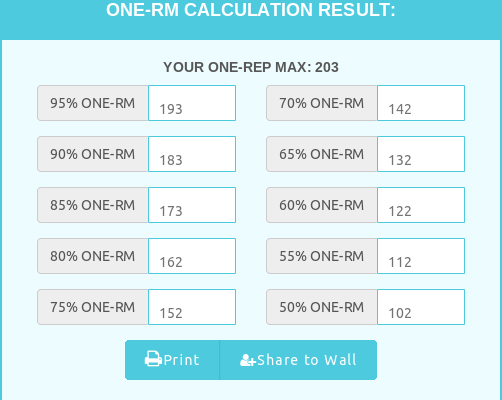 ONE-RM CALCULATION RESULT:
YOUR ONE-REP MAX: 203
95% ONE-RM 193 70% ONE-RM 142
90% ONE-RM 183 65% ONE-RM 132
85% ONE-RM 173 60% ONE-RM 122
80% ONE-RM 162 55% ONE-RM 112
75% ONE-RM 152 50% ONE-RM 102
Print Share to Wall